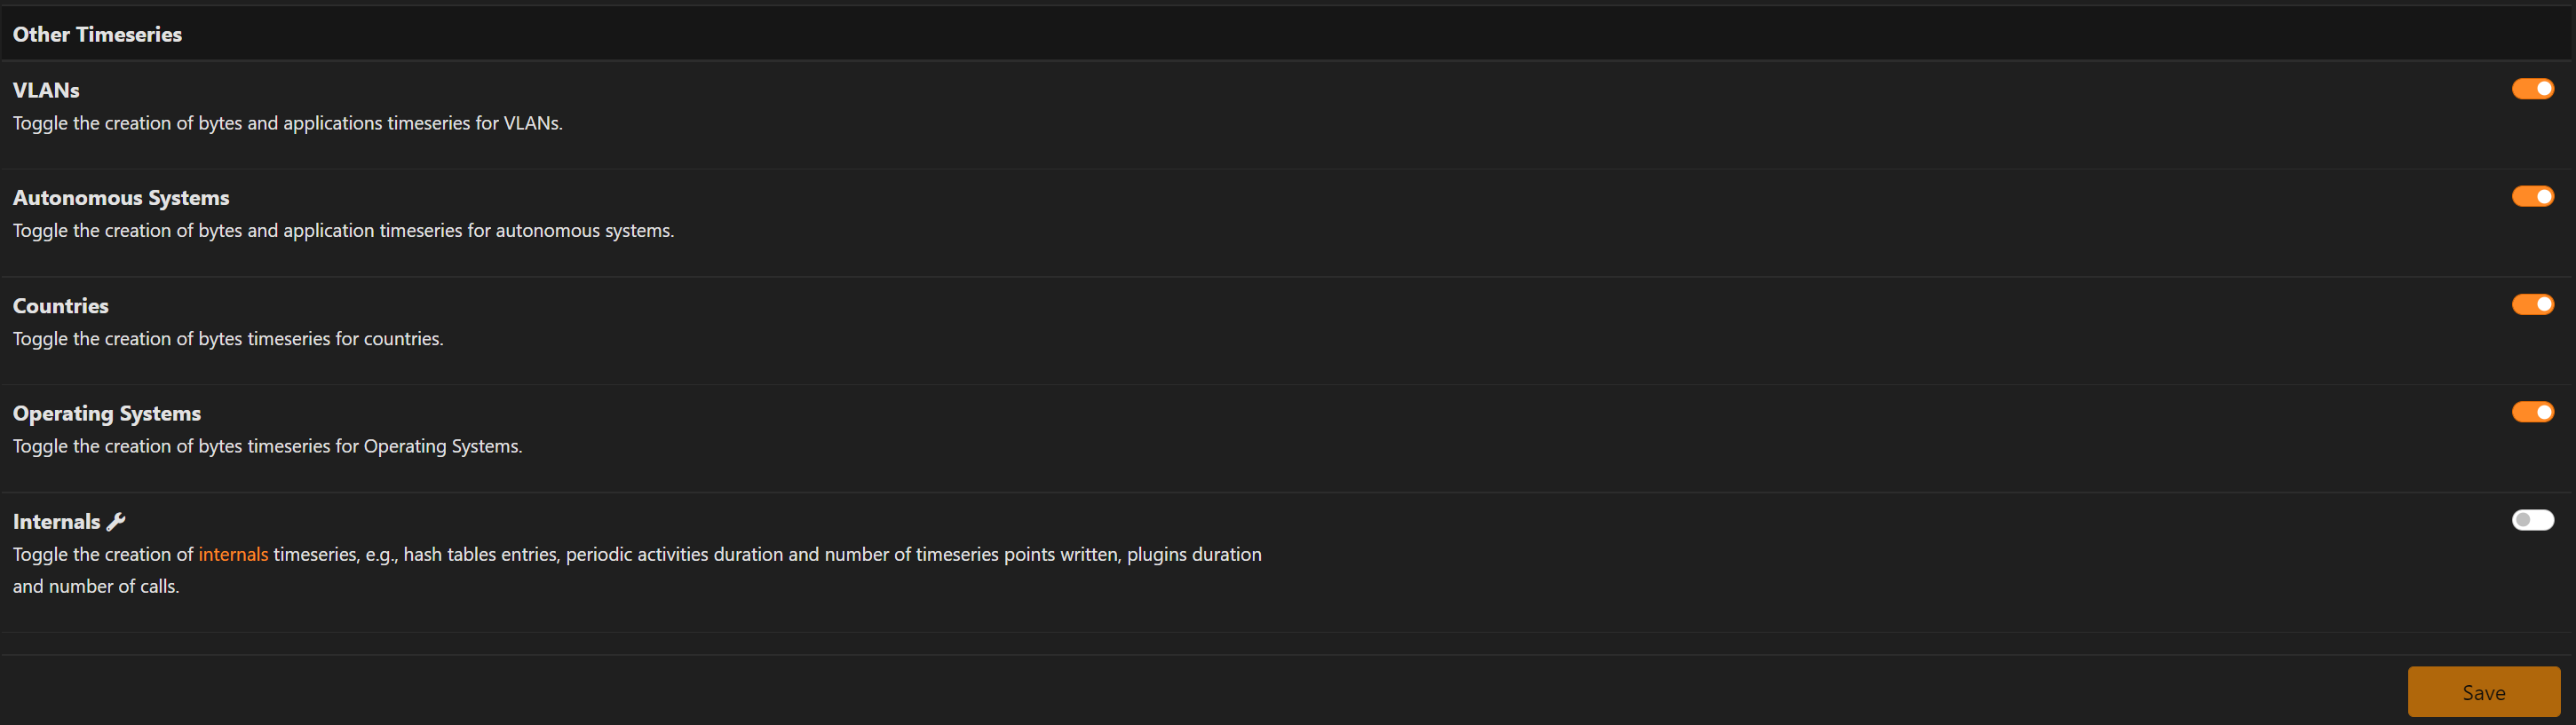 Other Timeseries
VLANs
Toggle the creation of bytes and applications timeseries for VLANs.
Autonomous Systems
Toggle the creation of bytes and application timeseries for autonomous systems.
Countries
Toggle the creation of bytes timeseries for countries.
Operating Systems
Toggle the creation of bytes timeseries for Operating Systems.
Internals
Toggle the creation of internals timeseries, e.g., hash tables entries, periodic activities duration and number of timeseries points written, plugins duration
and number of calls.
Save